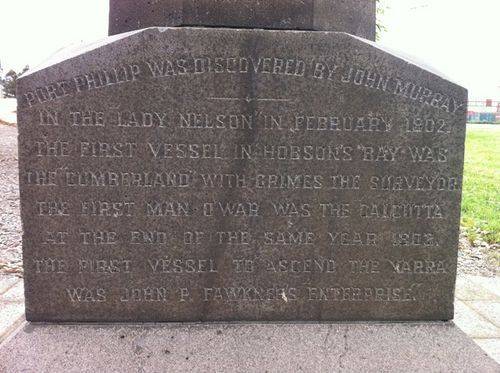 PORT PHILLIP WAS DISCOVERED BY JOHN MURRAY
IN THE LADY NELSON IN FEBRUARY 1802.
THE FIRST VESSEL IN HOBSON'S BAY WAS
THE CUMBERLAND WITH GRIMES THE SURVEYOR
THE FIRST MAN O'WAR WAS THE CALCUTTA
AT THE END OF THE SAME YEAR 1803.
THE FIRST VESSEL TO ASCEND THE YARRA
WAS JOHN P. FAWKNERS ENTERPRISE.